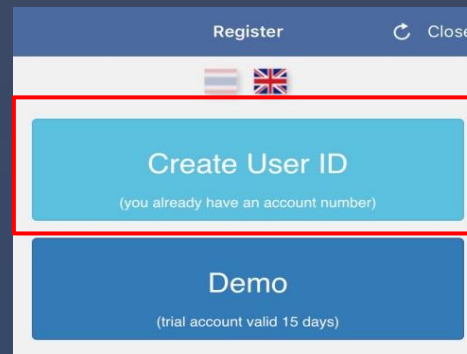 Register
Close
Create User ID
(you already have an account number)
Demo
(trial account valid 15 days)